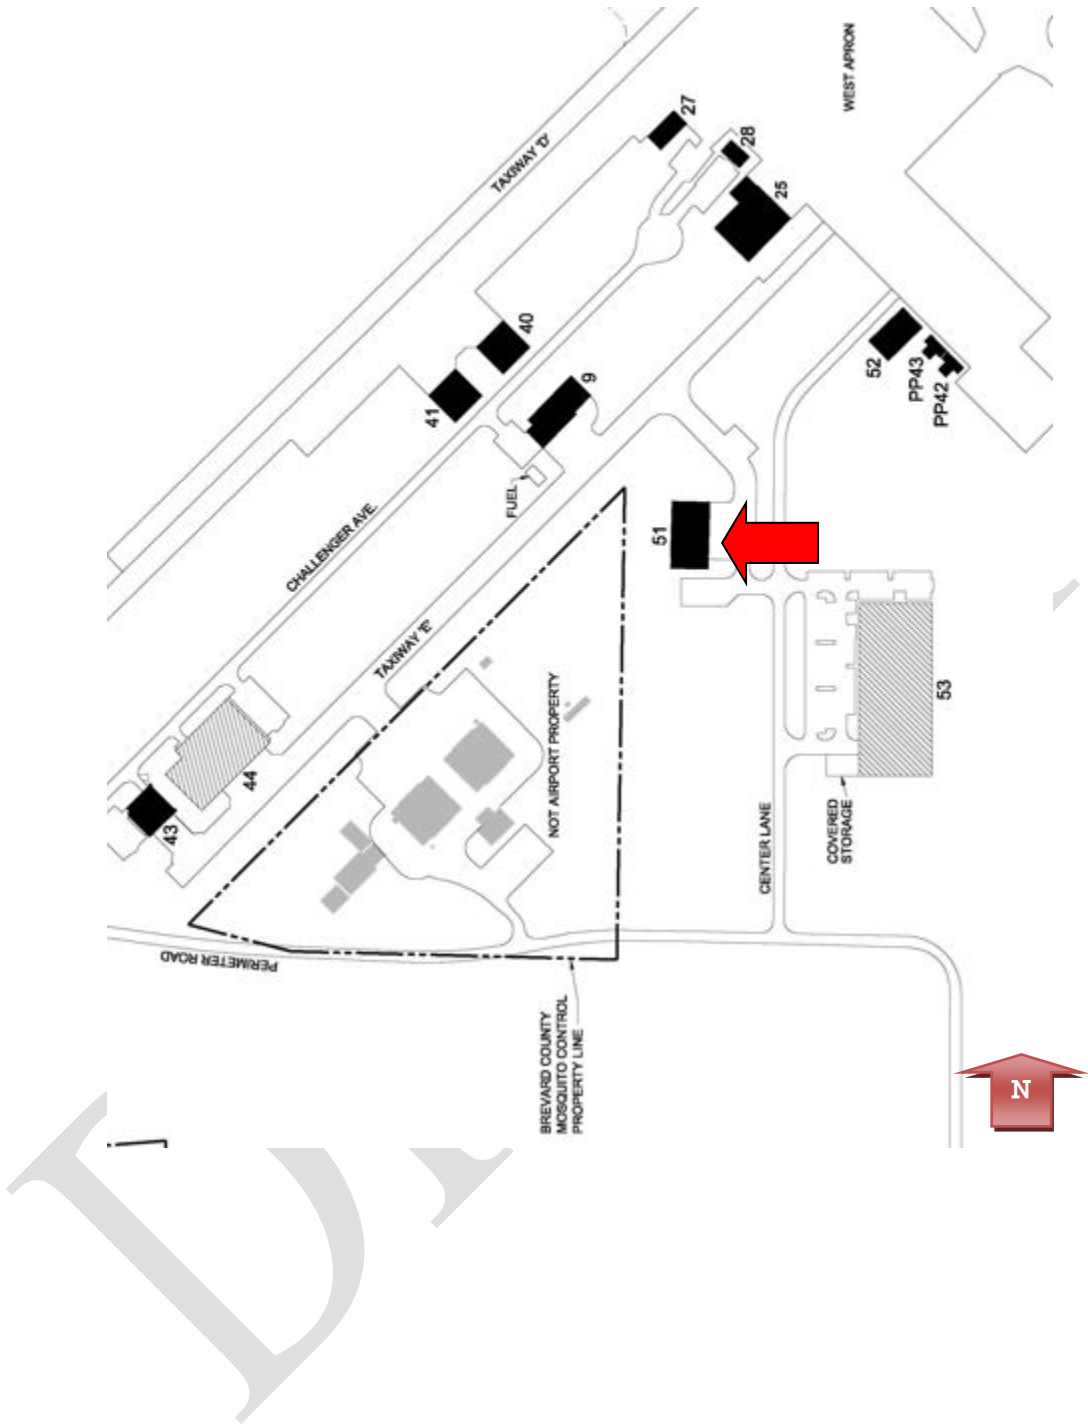 WEST APRON
27
28
TAXIWAY 'D'
25
40
41
9
52
PP43
PP42
FUEL
51
CHALLENGER AVE.
TAXIWAY 'E'
NOT AIRPORT PROPERTY
53
44
43
CENTER LANE
COVERED
STORAGE
PERIMETER ROAD
BREVARD COUNTY
MOSQUITO CONTROL
PROPERTY LINE
N